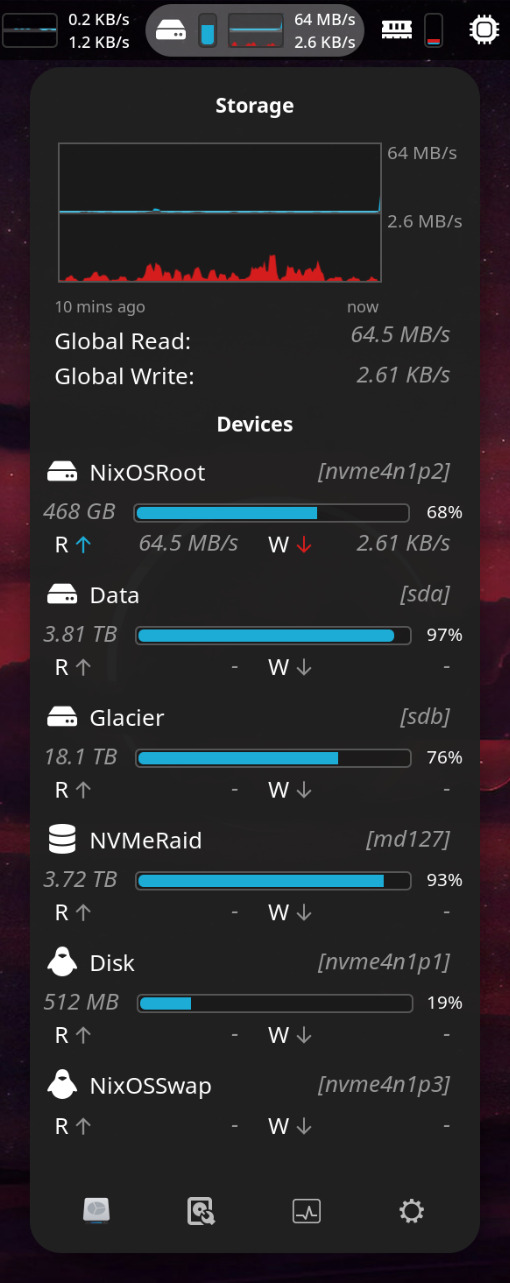 0.2 KB/s 64 MB/s
1.2 KB/s 2.6 KB/s
Storage
64 MB/s
2.6 MB/s
10 mins ago now
Global Read: 64.5 MB/s
Global Write: 2.61 KB/s
Devices
NixOSRoot [nvme4n1p2]
468 GB 68%
R ↑ 64.5 MB/s W ↓ 2.61 KB/s
Data [sda]
3.81 TB 97%
R ↑ - W ↓ -
Glacier [sdb]
18.1 TB 76%
R ↑ - W ↓ -
NVMeRaid [md127]
3.72 TB 93%
R ↑ - W ↓ -
Disk [nvme4n1p1]
512 MB 19%
R ↑ - W ↓ -
NixOSSwap [nvme4n1p3]
R ↑ - W ↓ -